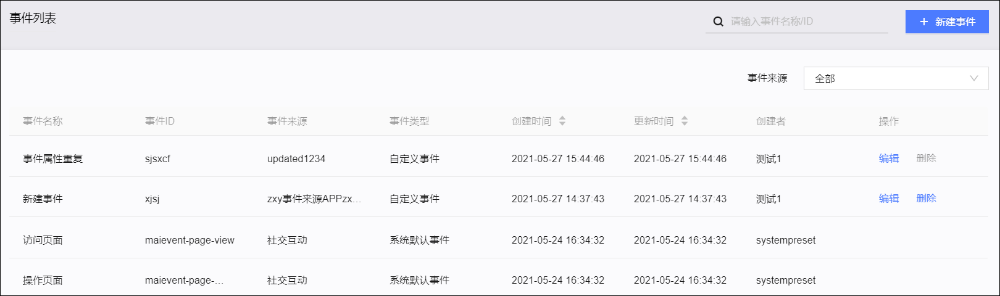 事件列表
请输入事件名称/ID
+ 新建事件
事件来源 全部
事件名称 事件ID 事件来源 事件类型 创建时间 更新时间 创建者 操作
事件属性重复 sjsxcf updated1234 自定义事件 2021-05-27 15:44:46 2021-05-27 15:44:46 测试1 编辑 删除
新建事件 xjsj zxy事件来源APPzx... 自定义事件 2021-05-27 14:37:43 2021-05-27 14:37:43 测试1 编辑 删除
访问页面 maievent-page-view 社交互动 系统默认事件 2021-05-24 16:34:32 2021-05-24 16:34:32 systempreset
操作页面 maievent-page-... 社交互动 系统默认事件 2021-05-24 16:34:32 2021-05-24 16:34:32 systempreset